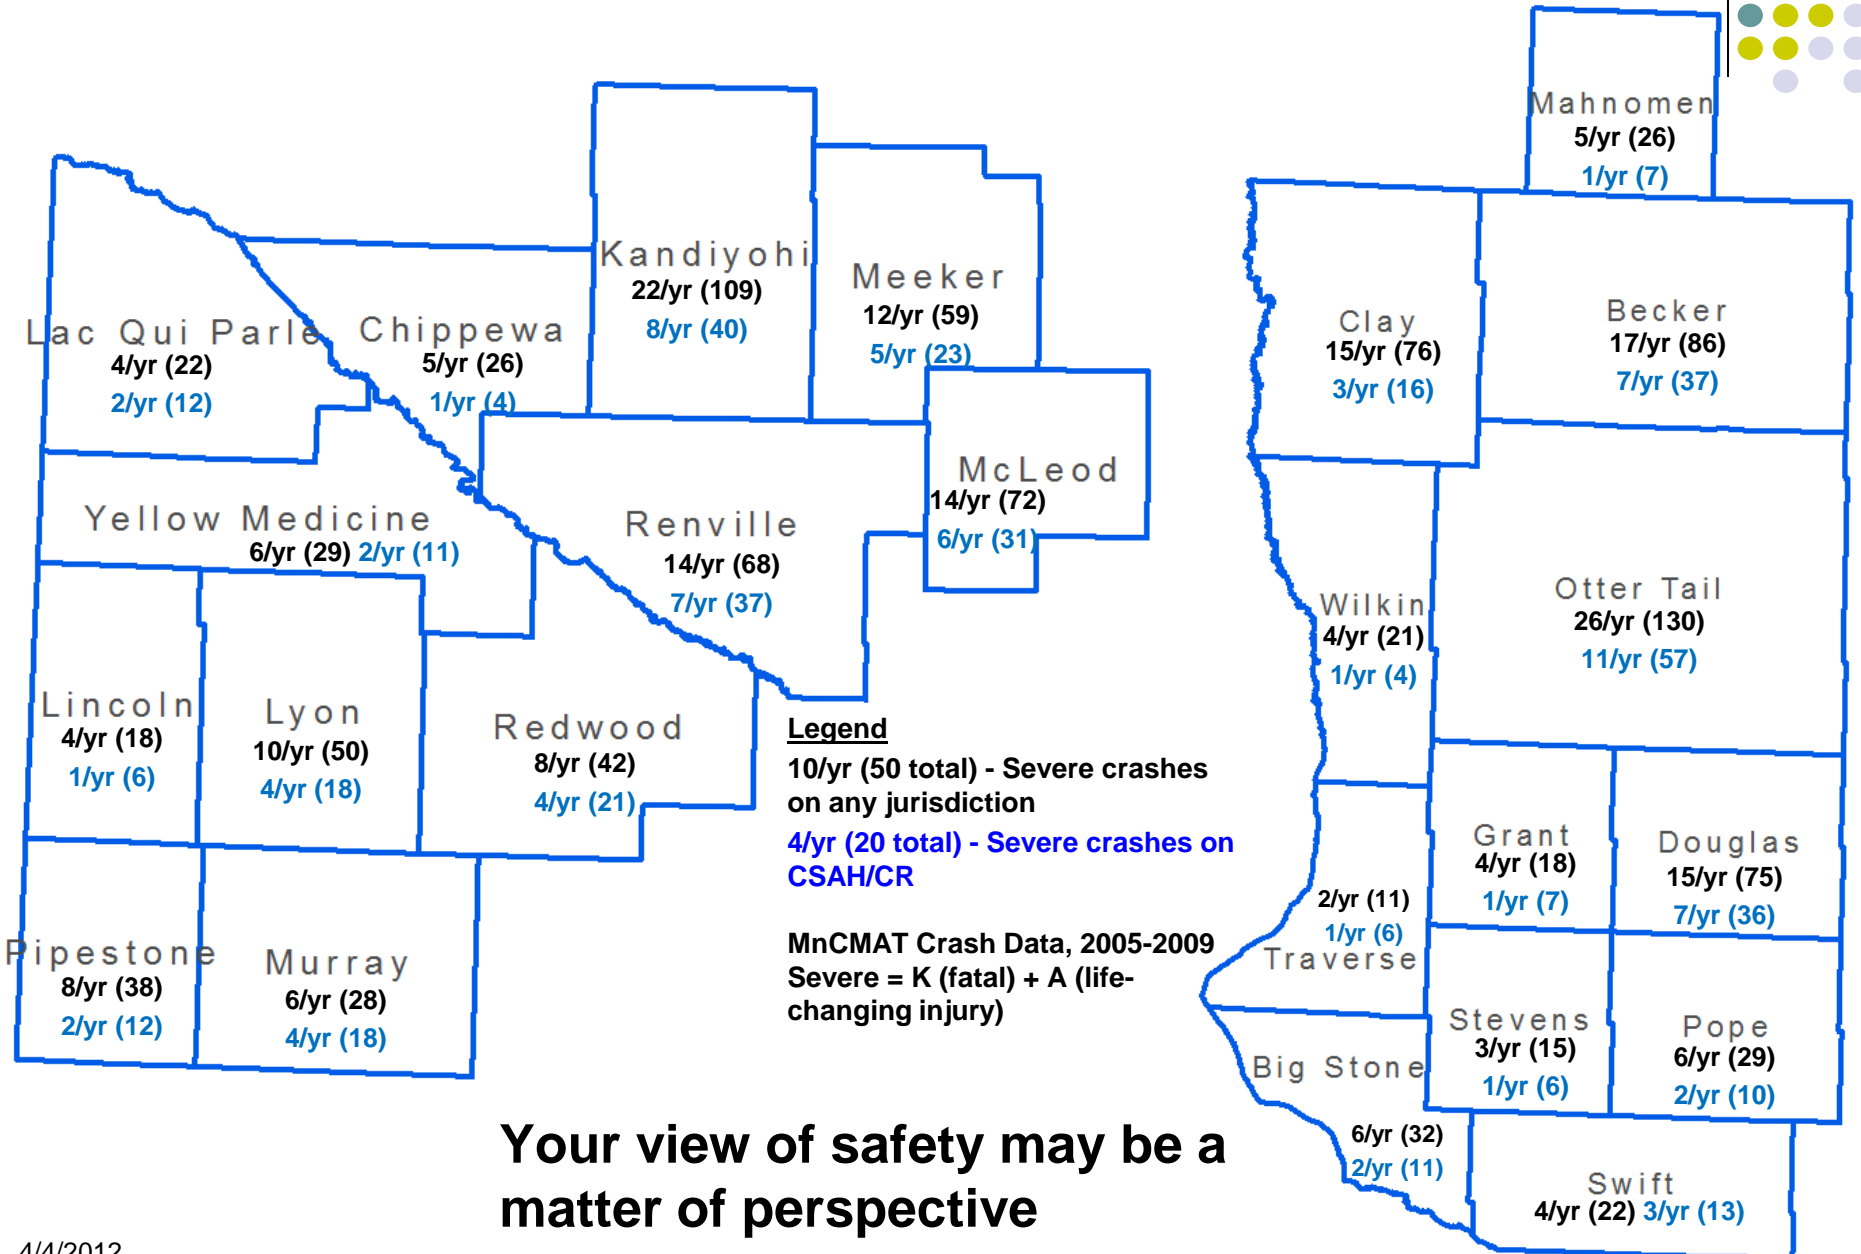 Kandiyohi
22/yr (109)
8/yr (40)
Meeker
12/yr (59)
5/yr (23)
Lac Qui Parle
4/yr (22)
2/yr (12)
Chippewa
5/yr (26)
1/yr (4)
McLeod
14/yr (72)
6/yr (31)
Yellow Medicine
6/yr (29) 2/yr (11)
Renville
14/yr (68)
7/yr (37)
Lincoln
4/yr (18)
1/yr (6)
Lyon
10/yr (50)
4/yr (18)
Redwood
8/yr (42)
4/yr (21)
Pipestone
8/yr (38)
2/yr (12)
Murray
6/yr (28)
4/yr (18)
Legend
10/yr (50 total) - Severe crashes
on any jurisdiction
4/yr (20 total) - Severe crashes on
CSAH/CR
MnCMAT Crash Data, 2005-2009
Severe = K (fatal) + A (life-
changing injury)
Mahnomen
5/yr (26)
1/yr (7)
Clay
15/yr (76)
3/yr (16)
Becker
17/yr (86)
7/yr (37)
Wilkin
4/yr (21)
1/yr (4)
Otter Tail
26/yr (130)
11/yr (57)
Grant
4/yr (18)
1/yr (7)
Douglas
15/yr (75)
7/yr (36)
2/yr (11)
1/yr (6)
Traverse
Stevens
3/yr (15)
1/yr (6)
Pope
6/yr (29)
2/yr (10)
Big Stone
6/yr (32)
2/yr (11)
Swift
4/yr (22) 3/yr (13)
Your view of safety may be a
matter of perspective
4/4/2012